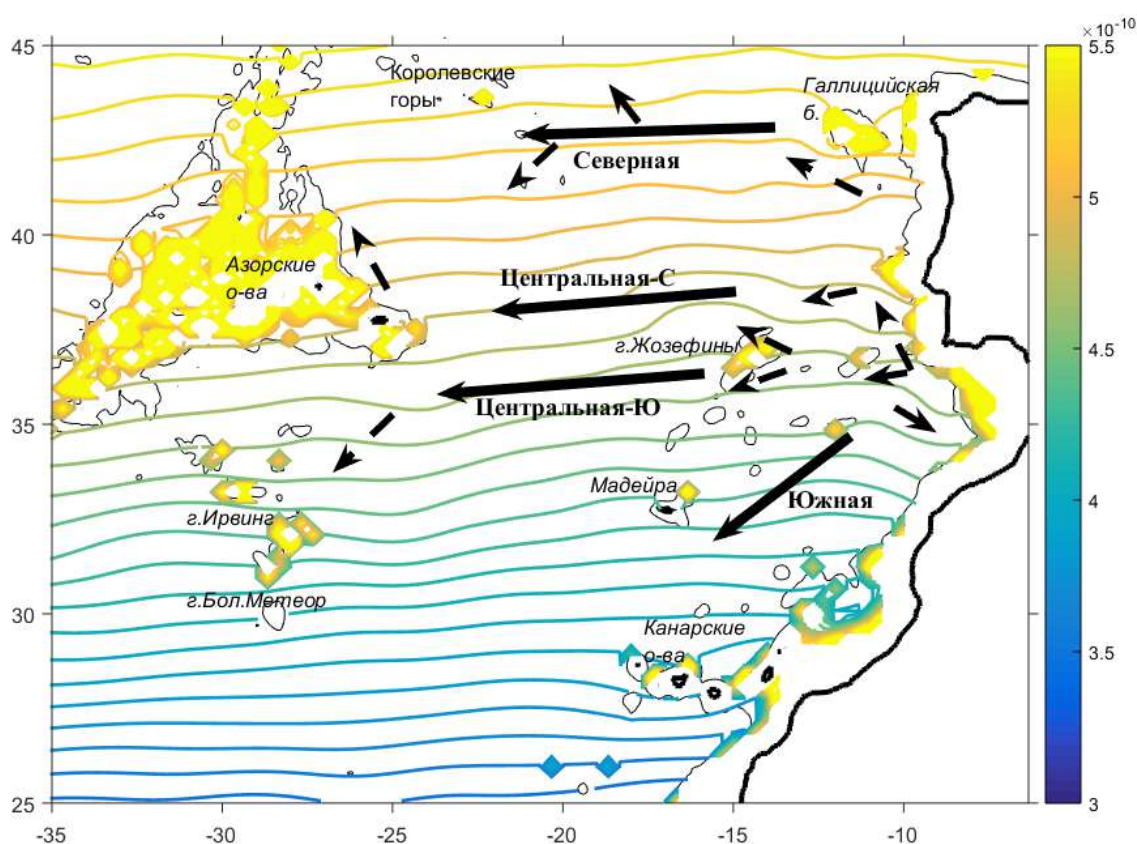 ×10⁻¹⁰
45
5.5
Королевские
горы
Галлицийская
б.
Северная
5
40
Азорские
о-ва
Центральная-С
г.Жозефины
4.5
Центральная-Ю
35
Мадейра
Южная
4
г.Ирвинг
г.Бол.Метеор
30
Канарские
о-ва
3.5
25
3
-35
-30
-25
-20
-15
-10